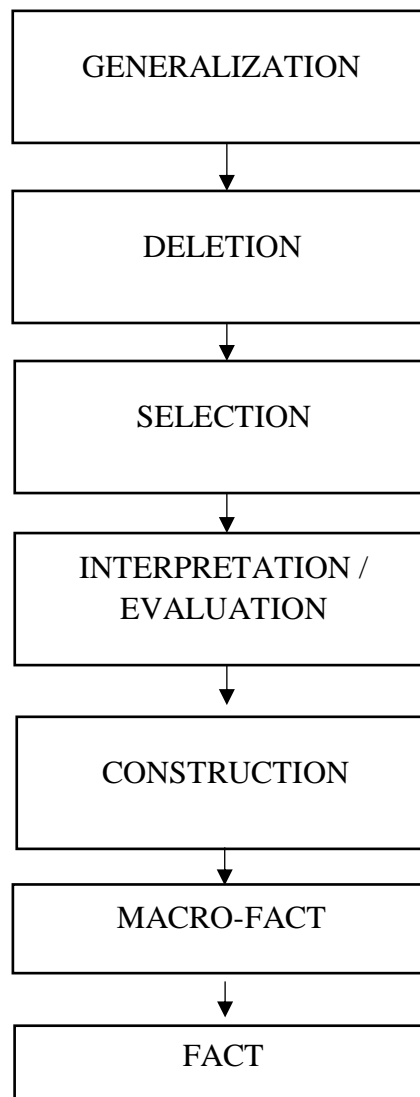 GENERALIZATION
DELETION
SELECTION
INTERPRETATION /
EVALUATION
CONSTRUCTION
MACRO-FACT
FACT